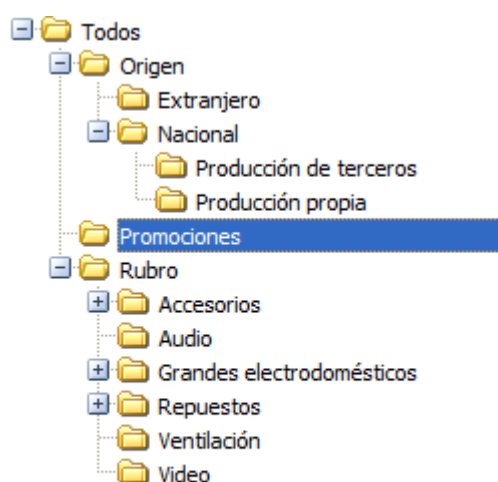 Todos
Origen
Extranjero
Nacional
Producción de terceros
Producción propia
Promociones
Rubro
Accesorios
Audio
Grandes electrodomésticos
Repuestos
Ventilación
Video